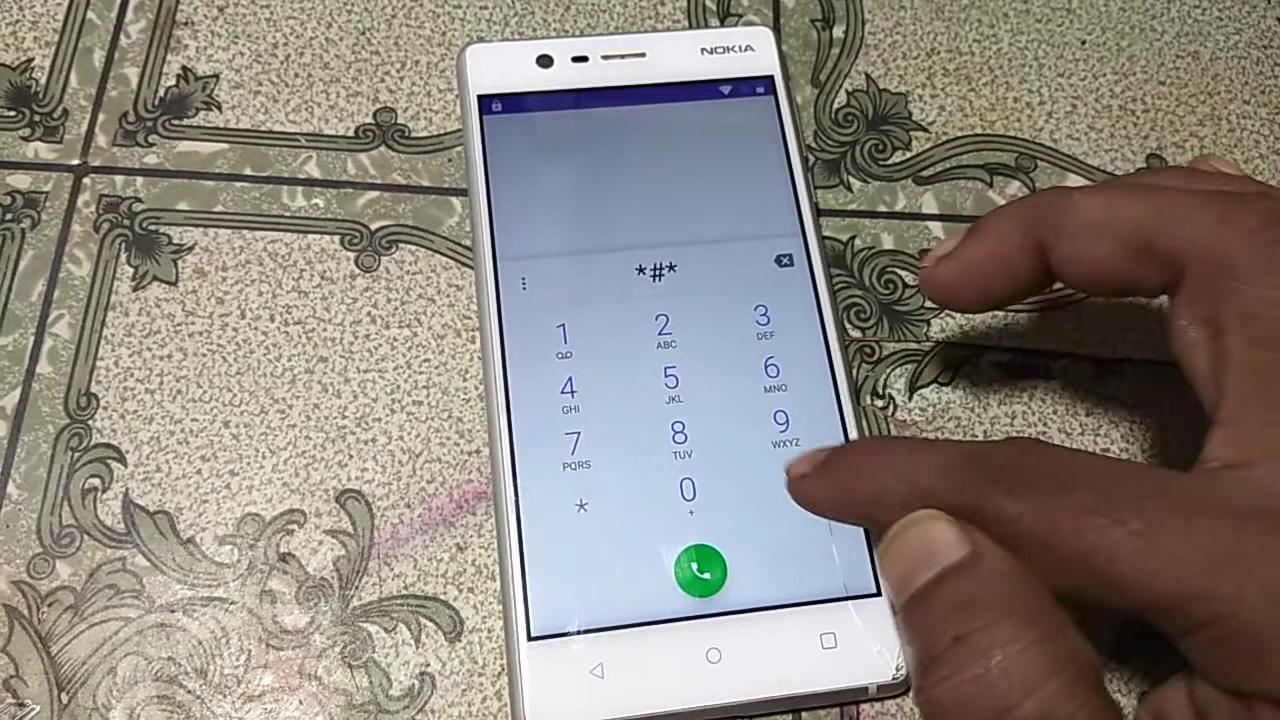 NOKIA
*#*
1 2 3
ABC DEF
4 5 6
GHI JKL MNO
7 8 9
PQRS TUV WXYZ
* 0
+